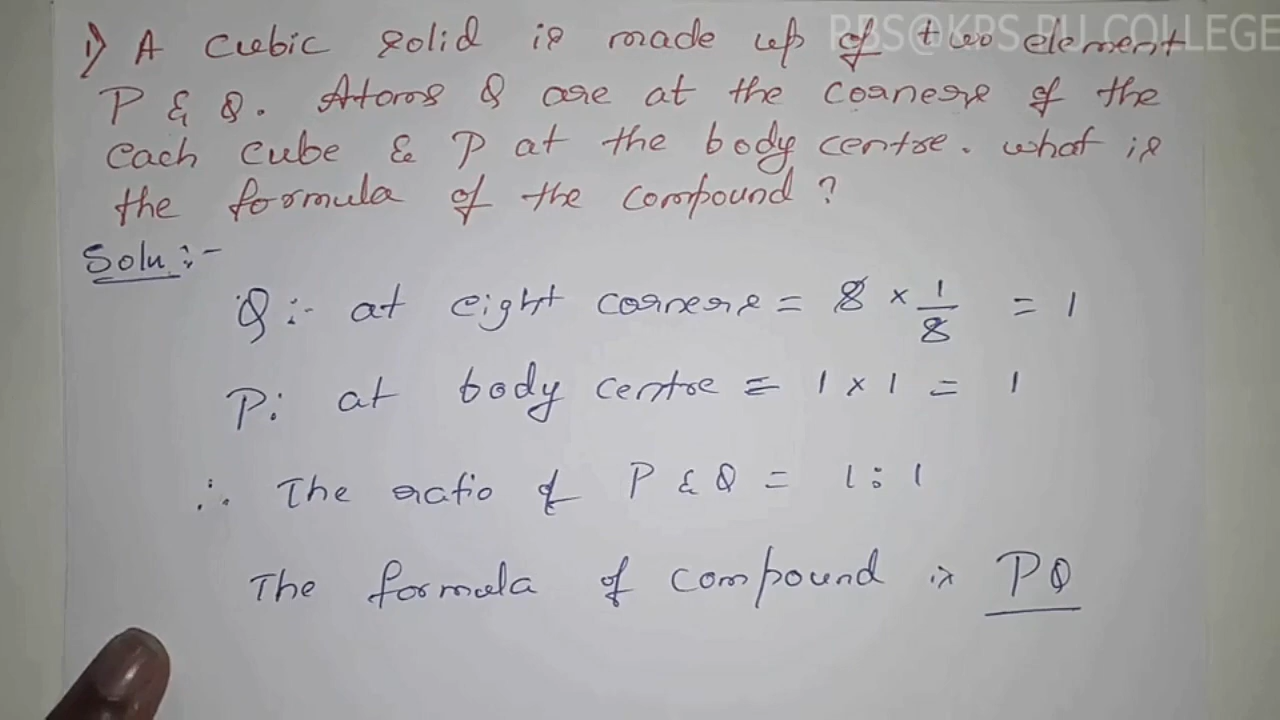 RBS@KPS PU COLLEGE
1) A cubic solid is made up of two element
P & Q. Atoms Q are at the corners of the
each cube & P at the body centre. what is
the formula of the compound?
Solu :-
Q :- at eight corners = 8 × 1/8 = 1
P: at body centre = 1 × 1 = 1
∴ The ratio of P & Q = 1 : 1
The formula of compound is PQ